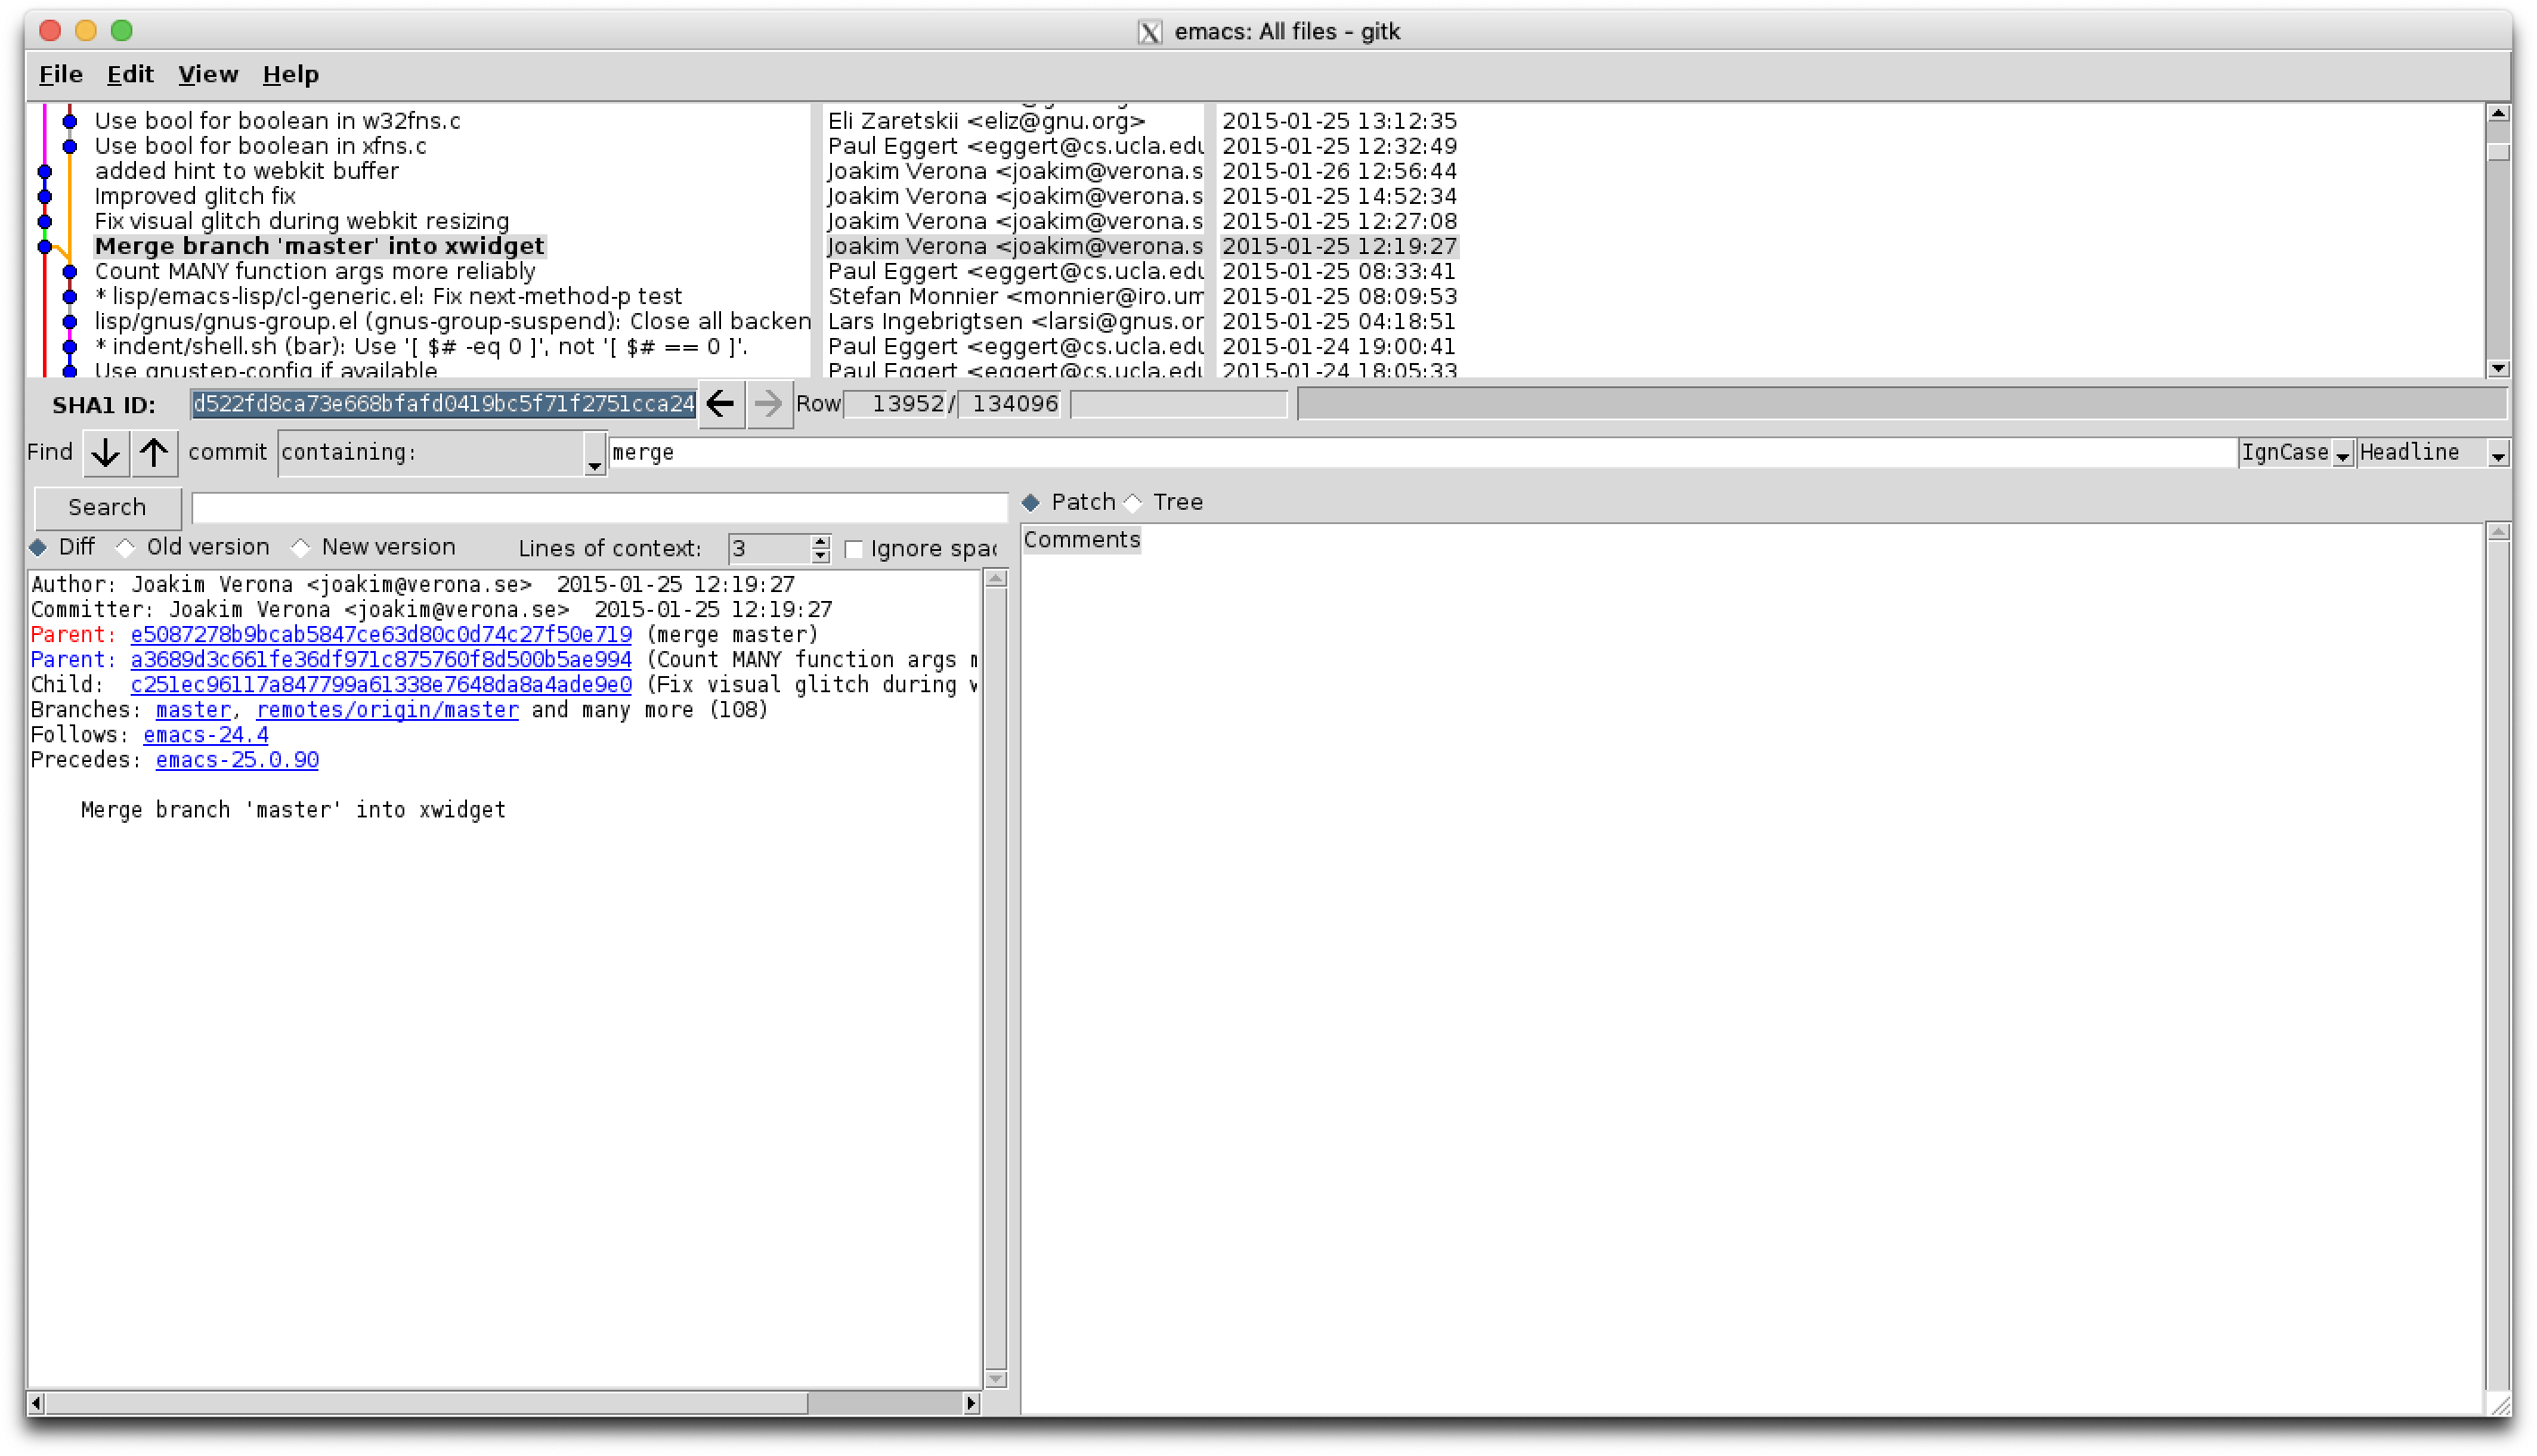 emacs: All files - gitk
File Edit View Help
Use bool for boolean in w32fns.c Eli Zaretskii <eliz@gnu.org> 2015-01-25 13:12:35
Use bool for boolean in xfns.c Paul Eggert <eggert@cs.ucla.edu 2015-01-25 12:32:49
added hint to webkit buffer Joakim Verona <joakim@verona.s 2015-01-26 12:56:44
Improved glitch fix Joakim Verona <joakim@verona.s 2015-01-25 14:52:34
Fix visual glitch during webkit resizing Joakim Verona <joakim@verona.s 2015-01-25 12:27:08
Merge branch 'master' into xwidget Joakim Verona <joakim@verona.s 2015-01-25 12:19:27
Count MANY function args more reliably Paul Eggert <eggert@cs.ucla.edu 2015-01-25 08:33:41
* lisp/emacs-lisp/cl-generic.el: Fix next-method-p test Stefan Monnier <monnier@iro.um 2015-01-25 08:09:53
lisp/gnus/gnus-group.el (gnus-group-suspend): Close all backen Lars Ingebrigtsen <larsi@gnus.or 2015-01-25 04:18:51
* indent/shell.sh (bar): Use '[ $# -eq 0 ]', not '[ $# == 0 ]'. Paul Eggert <eggert@cs.ucla.edu 2015-01-24 19:00:41
Use gnustep-config if available Paul Eggert <eggert@cs.ucla.edu 2015-01-24 18:05:33
SHA1 ID: d522fd8ca73e668bfafd0419bc5f71f2751cca24 Row 13952 / 134096
Find commit containing: merge IgnCase Headline
Search
Patch Tree
Diff Old version New version Lines of context: 3 Ignore spac
Comments
Author: Joakim Verona <joakim@verona.se>  2015-01-25 12:19:27
Committer: Joakim Verona <joakim@verona.se>  2015-01-25 12:19:27
Parent: e5087278b9bcab5847ce63d80c0d74c27f50e719 (merge master)
Parent: a3689d3c661fe36df971c875760f8d500b5ae994 (Count MANY function args m
Child:  c251ec96117a847799a61338e7648da8a4ade9e0 (Fix visual glitch during w
Branches: master, remotes/origin/master and many more (108)
Follows: emacs-24.4
Precedes: emacs-25.0.90
Merge branch 'master' into xwidget